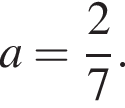 a = 2/7.